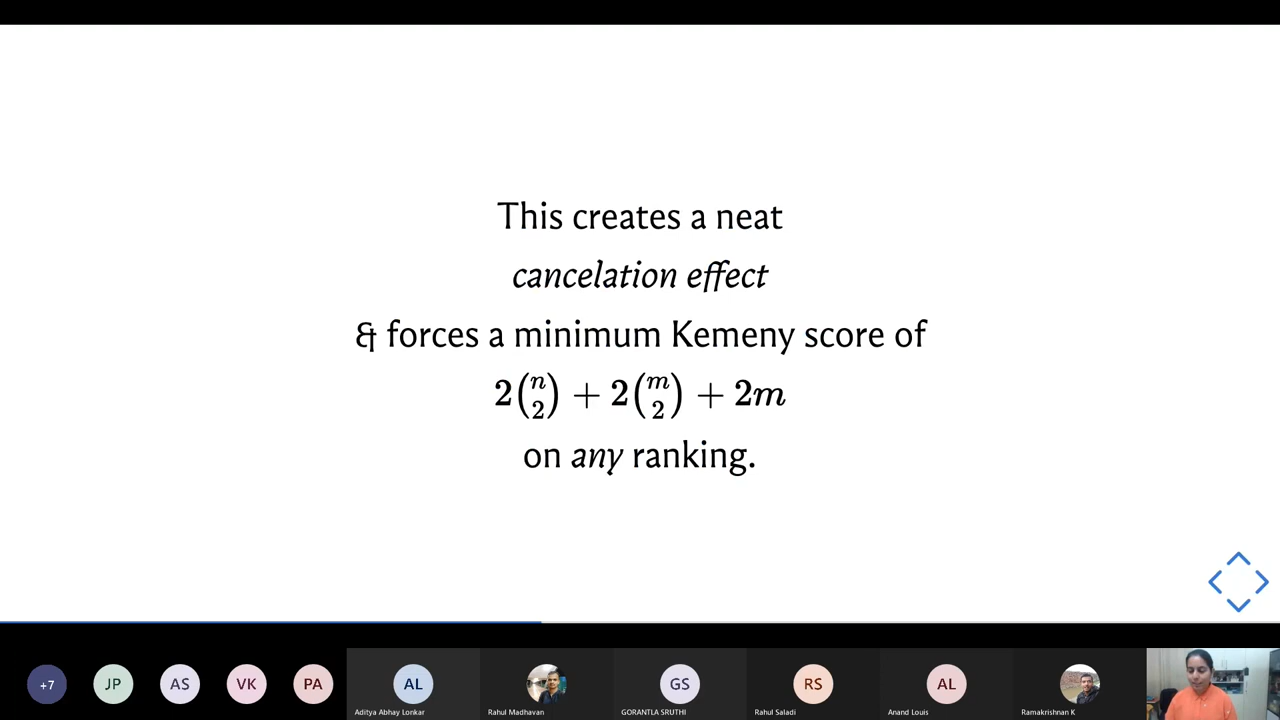 This creates a neat
cancelation effect
& forces a minimum Kemeny score of
2(n 2) + 2(m 2) + 2m
on any ranking.
+7
JP
AS
VK
PA
AL
GS
RS
AL
Aditya Abhay Lonkar
Rahul Madhavan
GORANTLA SRUTHI
Rahul Saladi
Anand Louis
Ramakrishnan K